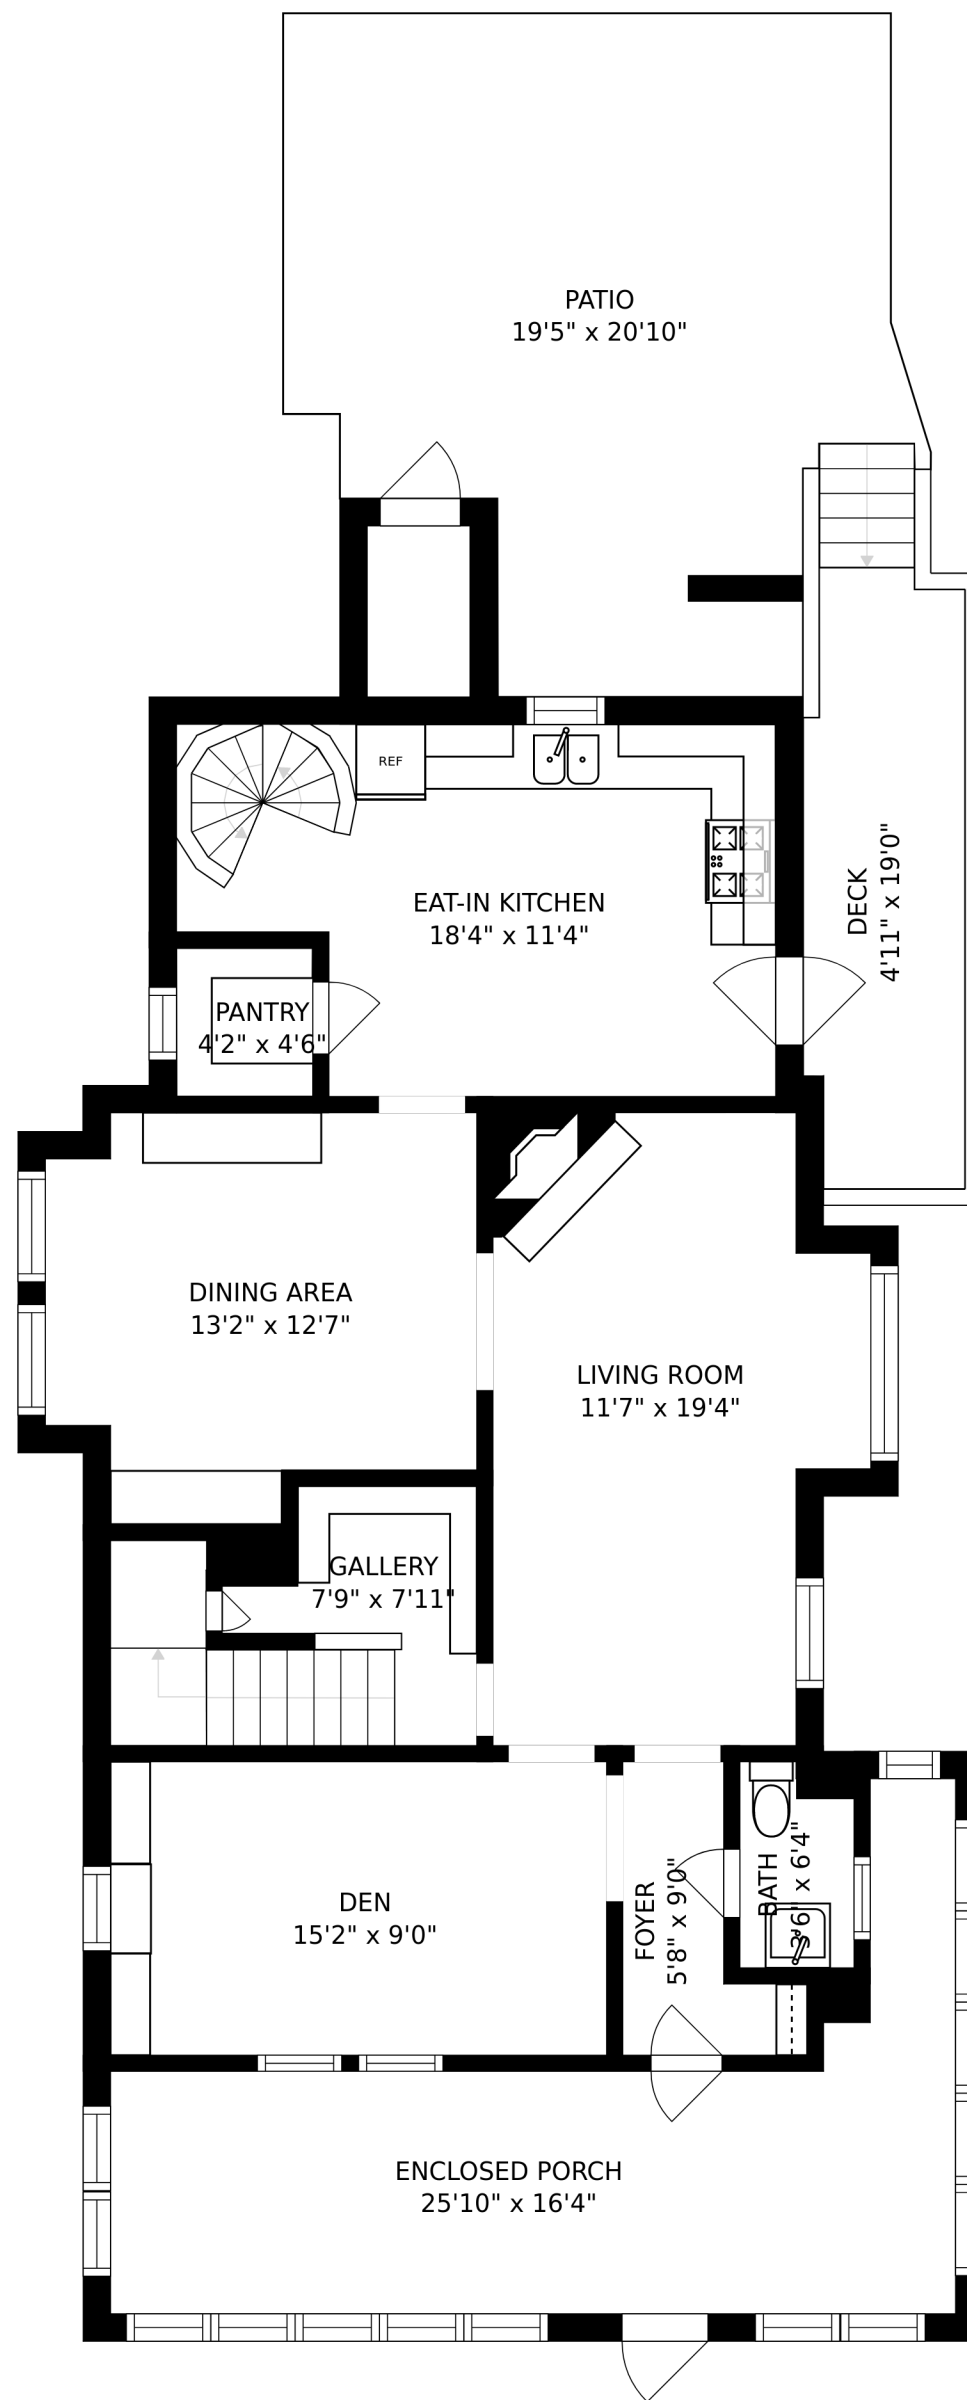 PATIO
19'5" x 20'10"
REF
EAT-IN KITCHEN
18'4" x 11'4"
DECK
4'11" x 19'0"
PANTRY
4'2" x 4'6"
DINING AREA
13'2" x 12'7"
LIVING ROOM
11'7" x 19'4"
GALLERY
7'9" x 7'11"
DEN
15'2" x 9'0"
FOYER
5'8" x 9'0"
BATH
3'6" x 6'4"
ENCLOSED PORCH
25'10" x 16'4"